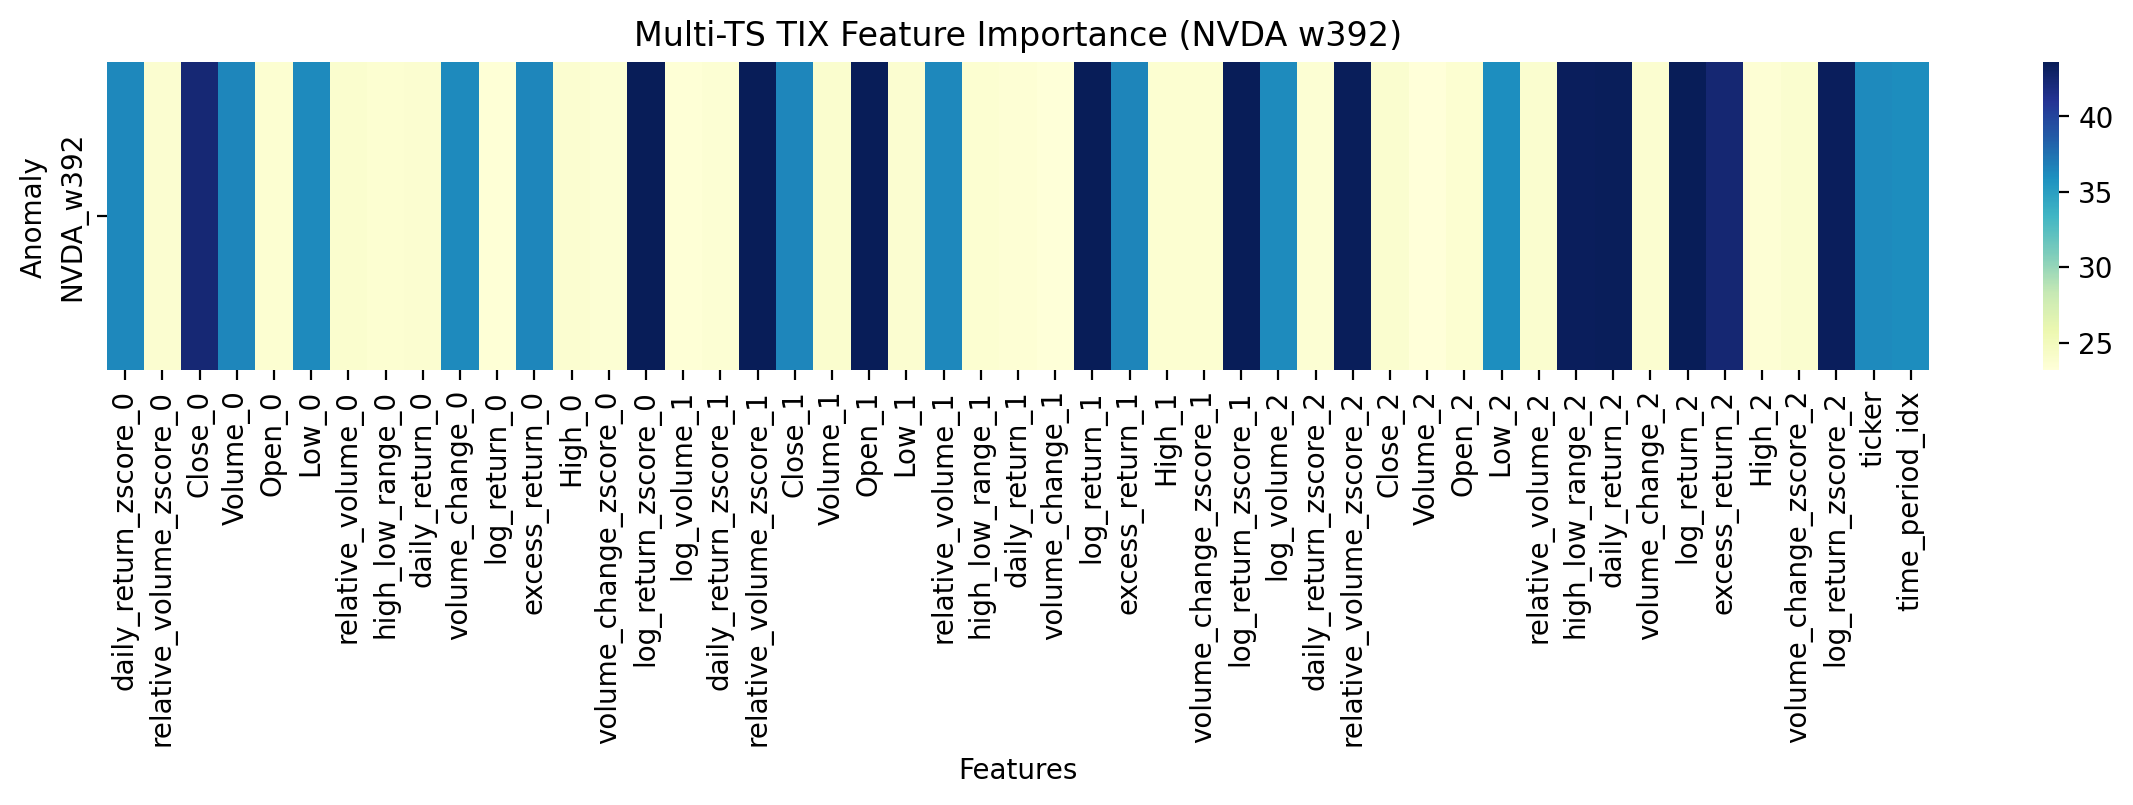 Multi-TS TIX Feature Importance (NVDA w392)
Anomaly
NVDA_w392
40
35
30
25
daily_return_zscore_0
relative_volume_zscore_0
Close_0
Volume_0
Open_0
Low_0
relative_volume_0
high_low_range_0
daily_return_0
volume_change_0
log_return_0
excess_return_0
High_0
volume_change_zscore_0
log_return_zscore_0
log_volume_1
daily_return_zscore_1
relative_volume_zscore_1
Close_1
Volume_1
Open_1
Low_1
relative_volume_1
high_low_range_1
daily_return_1
volume_change_1
log_return_1
excess_return_1
High_1
volume_change_zscore_1
log_return_zscore_1
log_volume_2
daily_return_zscore_2
relative_volume_zscore_2
Close_2
Volume_2
Open_2
Low_2
relative_volume_2
high_low_range_2
daily_return_2
volume_change_2
log_return_2
excess_return_2
High_2
volume_change_zscore_2
log_return_zscore_2
ticker
time_period_idx
Features